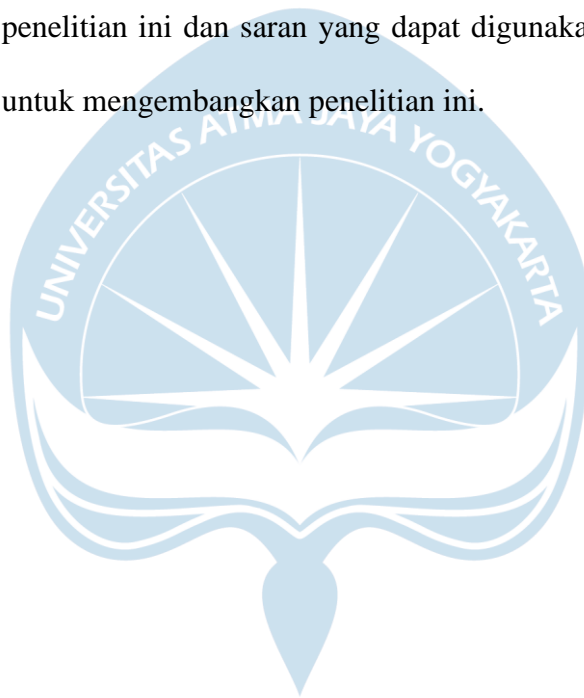 penelitian ini dan saran yang dapat digunaka
untuk mengembangkan penelitian ini.
UNIVERSITAS ATMA JAYA YOGYAKARTA